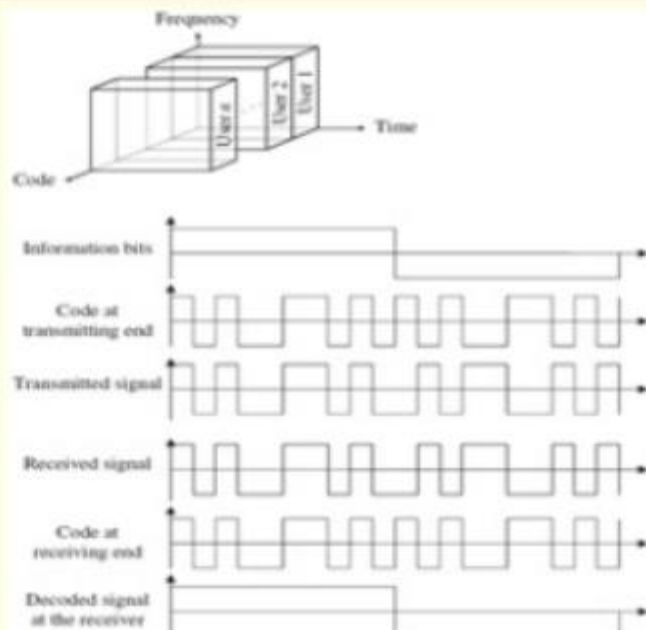 Frequency
User n
User 2
User 1
Time
Code
Information bits
Code at
transmitting end
Transmitted signal
Received signal
Code at
receiving end
Decoded signal
at the receiver